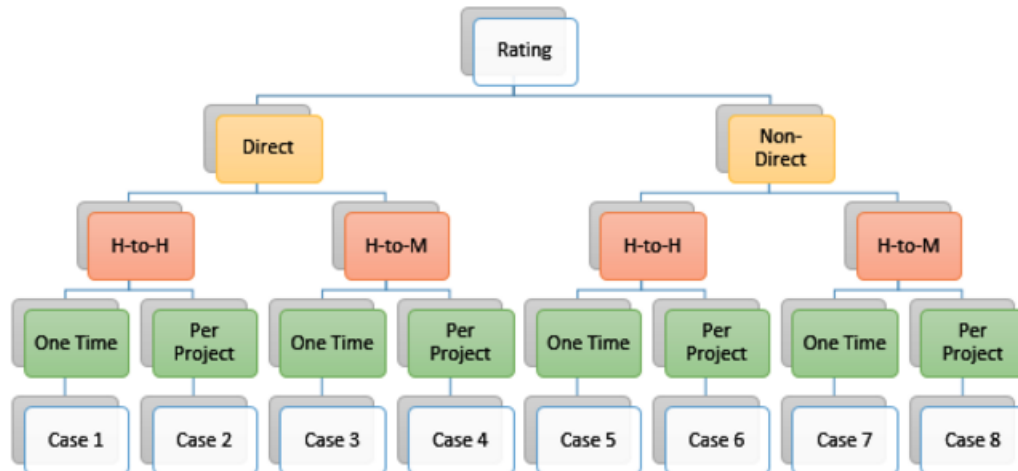 Rating
Direct
Non-
Direct
H-to-H
H-to-M
H-to-H
H-to-M
One Time
Per
Project
One Time
Per
Project
One Time
Per
Project
One Time
Per
Project
Case 1
Case 2
Case 3
Case 4
Case 5
Case 6
Case 7
Case 8